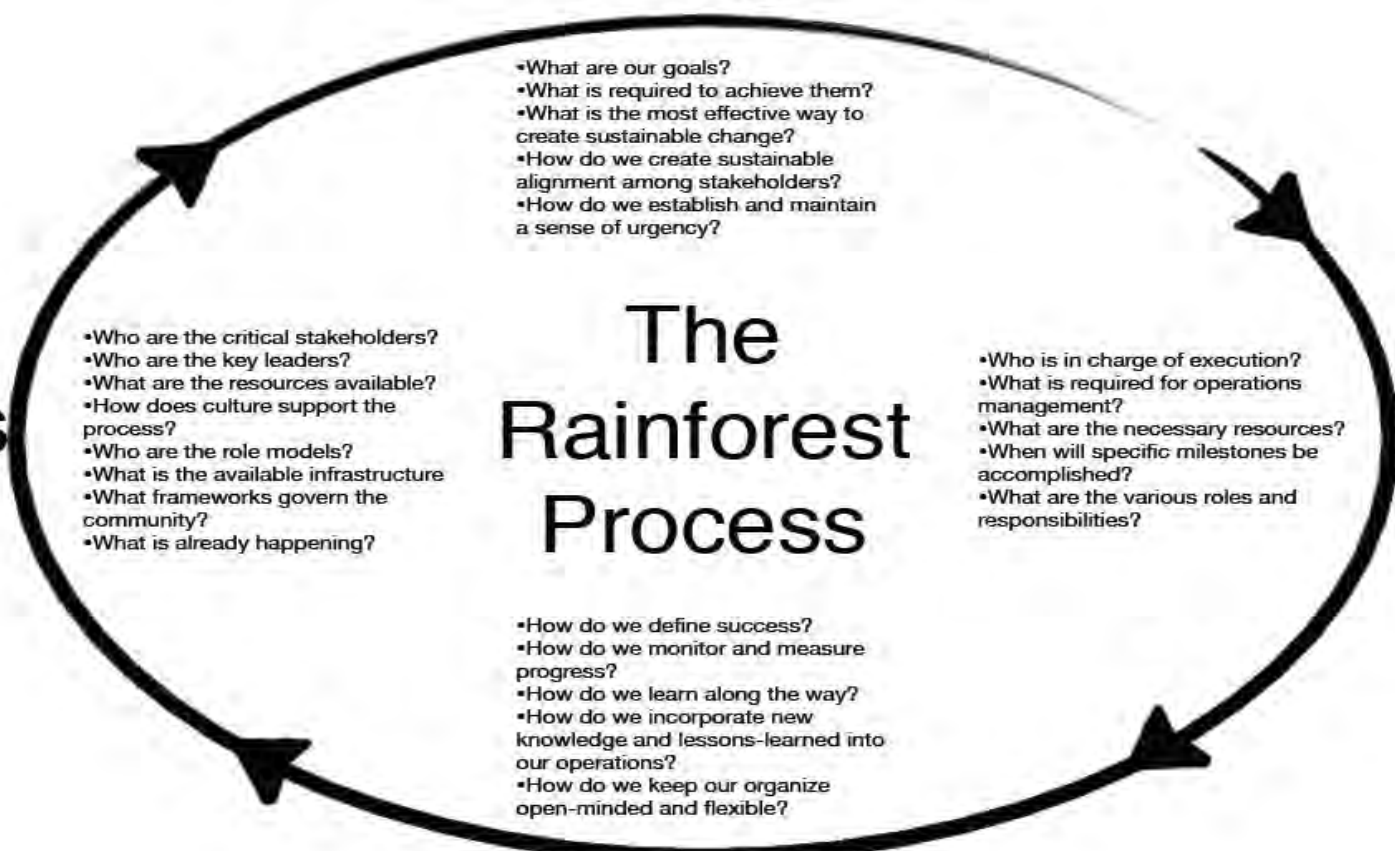 •What are our goals?
•What is required to achieve them?
•What is the most effective way to
create sustainable change?
•How do we create sustainable
alignment among stakeholders?
•How do we establish and maintain
a sense of urgency?
•Who are the critical stakeholders?
•Who are the key leaders?
•What are the resources available?
•How does culture support the
process?
•Who are the role models?
•What is the available infrastructure
•What frameworks govern the
community?
•What is already happening?
The
Rainforest
Process
•Who is in charge of execution?
•What is required for operations
management?
•What are the necessary resources?
•When will specific milestones be
accomplished?
•What are the various roles and
responsibilities?
•How do we define success?
•How do we monitor and measure
progress?
•How do we learn along the way?
•How do we incorporate new
knowledge and lessons-learned into
our operations?
•How do we keep our organize
open-minded and flexible?